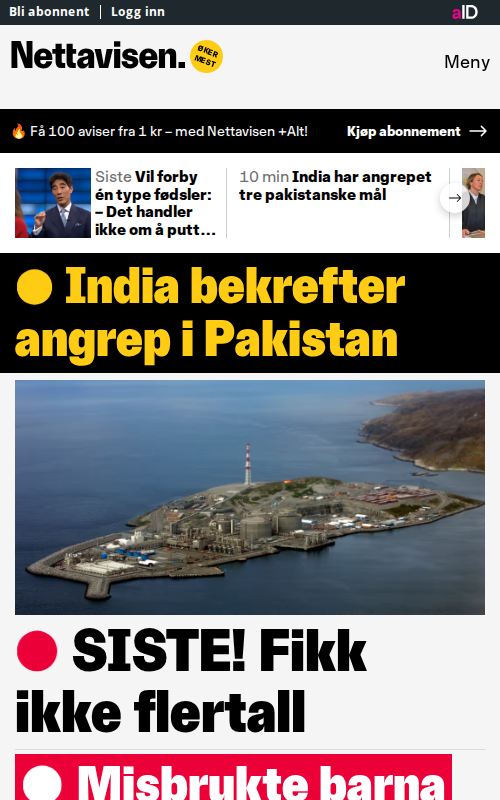 Bli abonnent | Logg inn
aID
Nettavisen.
ØKER
MEST
Meny
🔥 Få 100 aviser fra 1 kr – med Nettavisen +Alt!
Kjøp abonnement →
Siste Vil forby
én type fødsler:
– Det handler
ikke om å putt...
10 min India har angrepet
tre pakistanske mål
India bekrefter
angrep i Pakistan
SISTE! Fikk
ikke flertall
Misbrukte barna